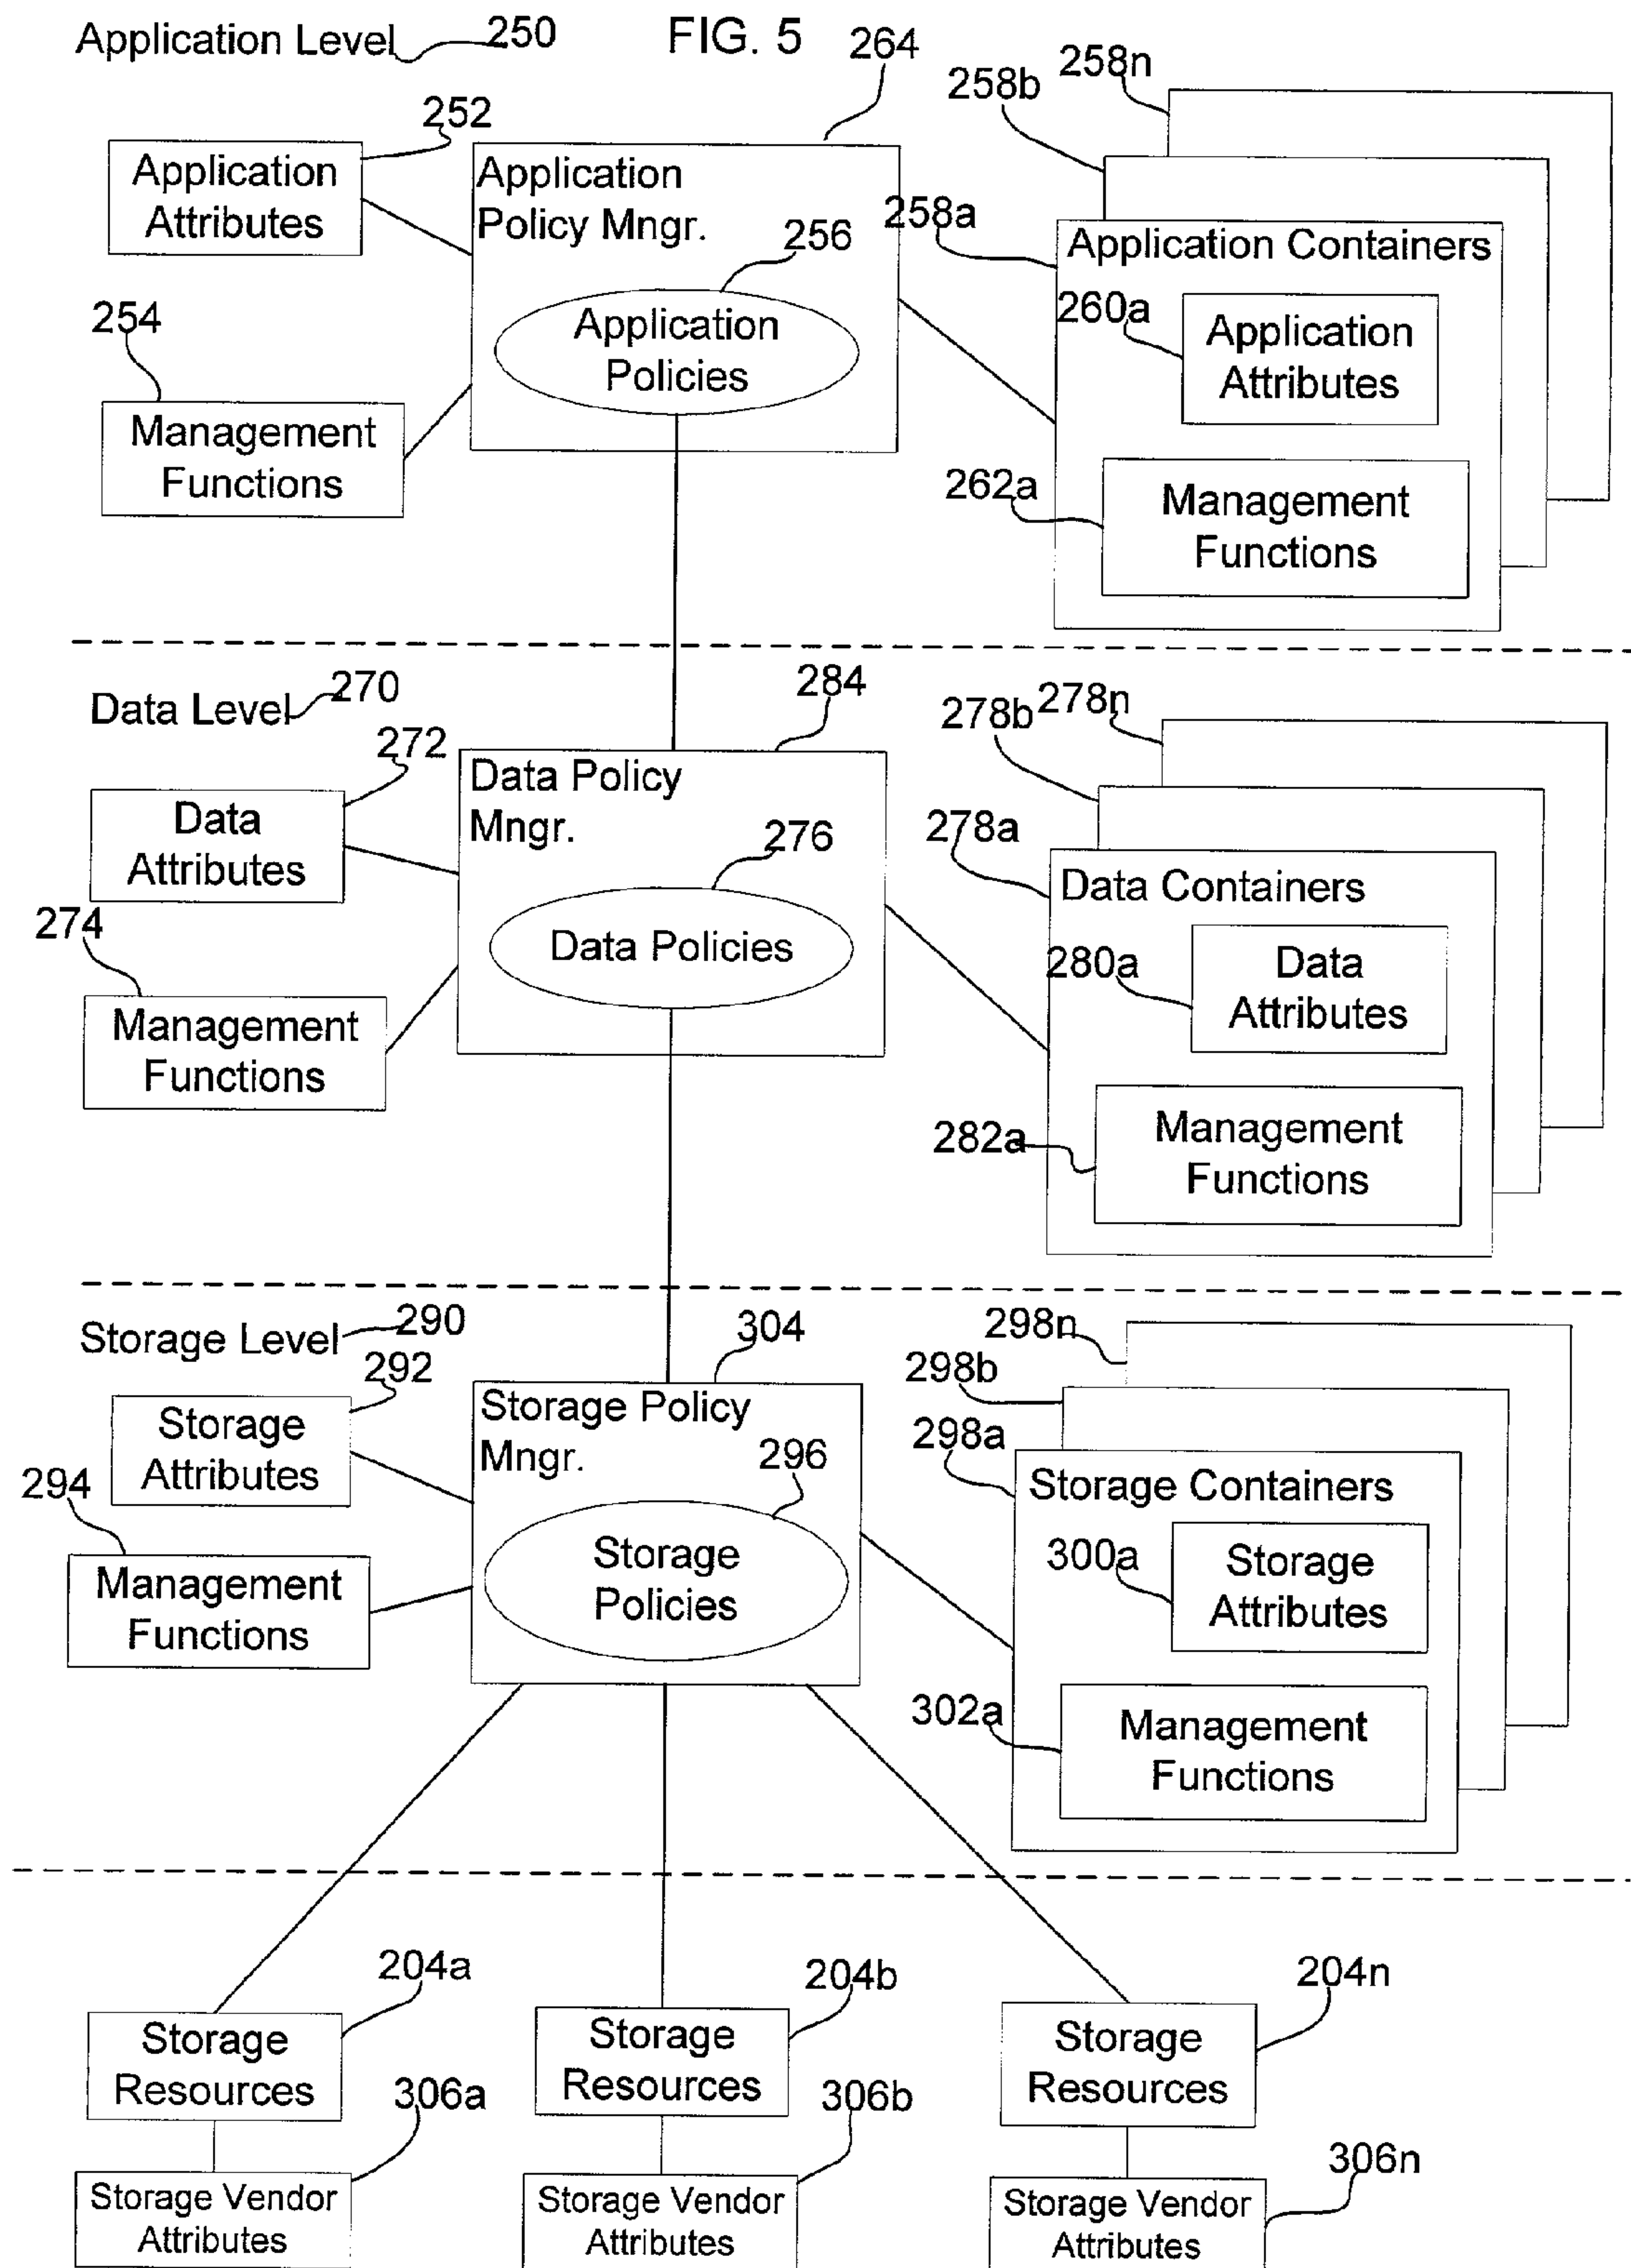 Application Level 250
FIG. 5
264
258n
258b
252
Application
Attributes
Application
Policy Mngr.
258a
256
Application Containers
254
260a
Application
Policies
Application
Attributes
Management
Functions
262a
Management
Functions
Data Level 270
284
278b 278n
272
Data Policy
Mngr.
Data
Attributes
276
278a
Data Containers
274
Data Policies
280a
Data
Attributes
Management
Functions
282a
Management
Functions
Storage Level 290
304
298n
292
298b
Storage Policy
Mngr.
Storage
Attributes
296
298a
Storage Containers
294
Storage
Policies
300a
Storage
Attributes
Management
Functions
302a
Management
Functions
204a
204b
204n
Storage
Resources
Storage
Resources
Storage
Resources
306a
306b
306n
Storage Vendor
Attributes
Storage Vendor
Attributes
Storage Vendor
Attributes